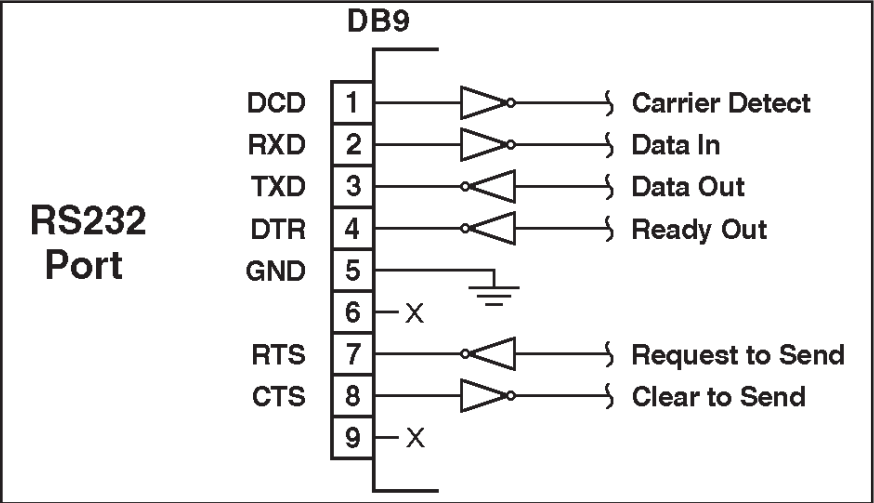 DB9
DCD 1 Carrier Detect
RXD 2 Data In
TXD 3 Data Out
RS232
Port
DTR 4 Ready Out
GND 5
6 X
RTS 7 Request to Send
CTS 8 Clear to Send
9 X